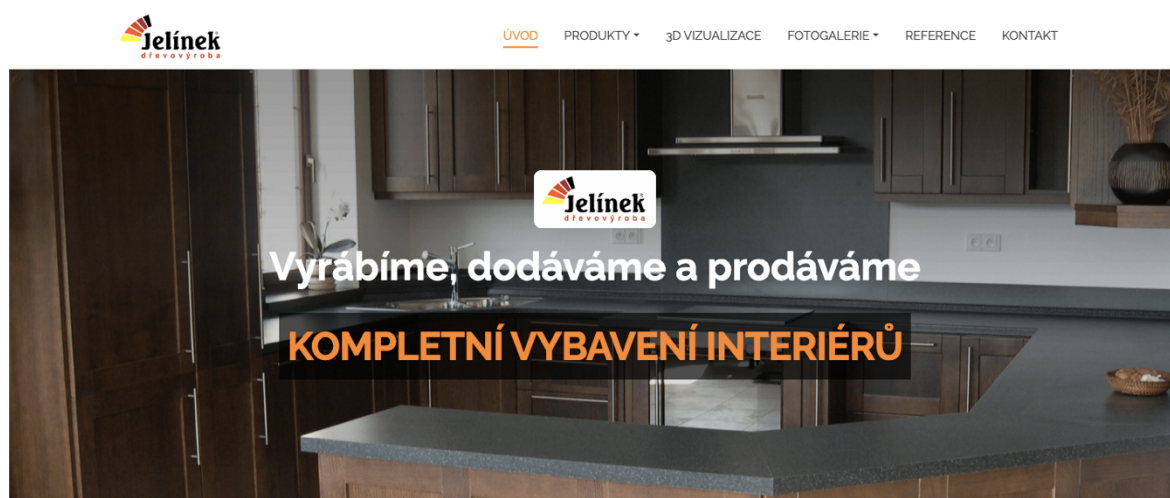 Jelínek
dřevovýroba
ÚVOD PRODUKTY 3D VIZUALIZACE FOTOGALERIE REFERENCE KONTAKT
Jelínek
dřevovýroba
Vyrábíme, dodáváme a prodáváme
KOMPLETNÍ VYBAVENÍ INTERIÉRŮ